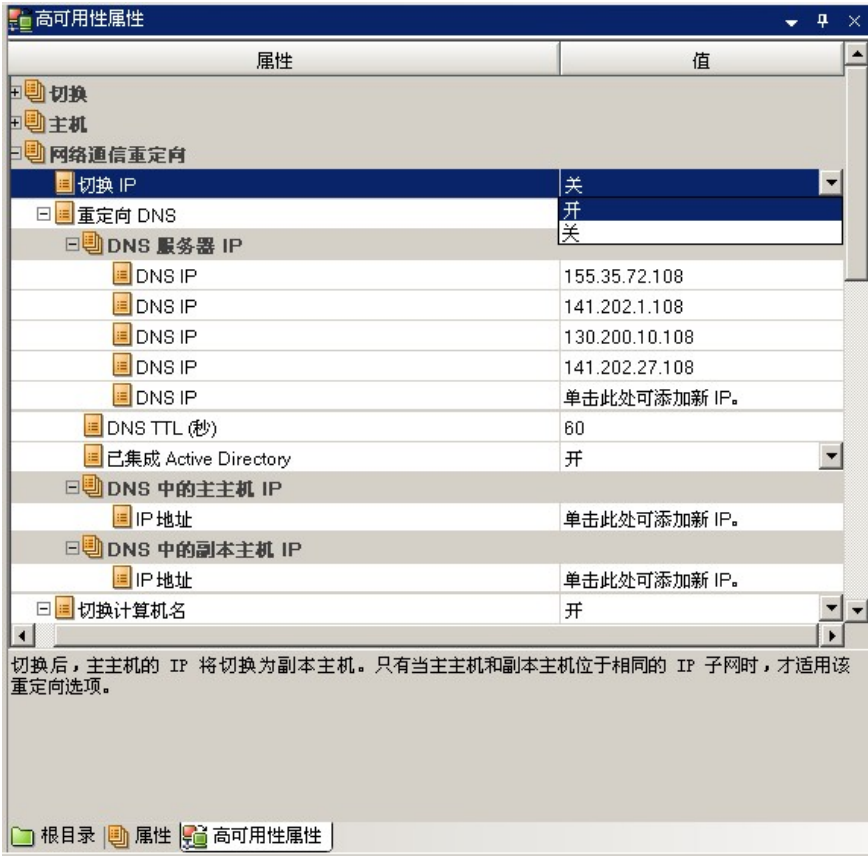 高可用性属性
属性 值
切换
主机
网络通信重定向
切换 IP 关
开
重定向 DNS
关
DNS 服务器 IP
DNS IP 155.35.72.108
DNS IP 141.202.1.108
DNS IP 130.200.10.108
DNS IP 141.202.27.108
DNS IP 单击此处可添加新 IP。
DNS TTL (秒) 60
已集成 Active Directory 开
DNS 中的主主机 IP
IP 地址 单击此处可添加新 IP。
DNS 中的副本主机 IP
IP 地址 单击此处可添加新 IP。
切换计算机名 开
切换后，主主机的 IP 将切换为副本主机。只有当主主机和副本主机位于相同的 IP 子网时，才适用该
重定向选项。
根目录 属性 高可用性属性